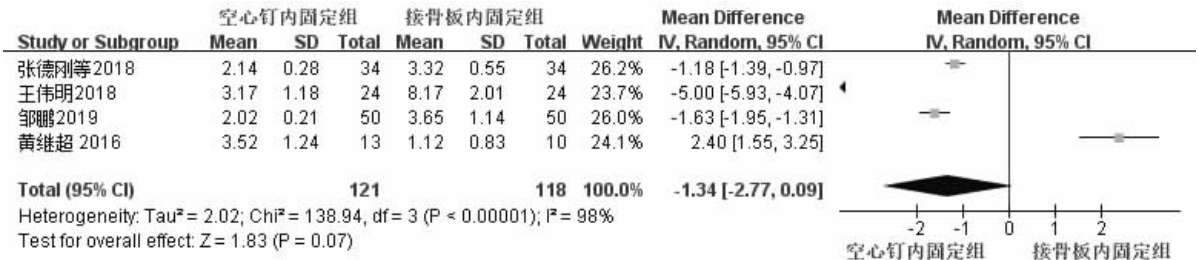 空心钉内固定组 接骨板内固定组 Mean Difference Mean Difference
Study or Subgroup Mean SD Total Mean SD Total Weight IV, Random, 95% CI IV, Random, 95% CI
张德刚等2018 2.14 0.28 34 3.32 0.55 34 26.2% -1.18 [-1.39, -0.97]
王伟明2018 3.17 1.18 24 8.17 2.01 24 23.7% -5.00 [-5.93, -4.07]
邹鹏2019 2.02 0.21 50 3.65 1.14 50 26.0% -1.63 [-1.95, -1.31]
黄继超 2016 3.52 1.24 13 1.12 0.83 10 24.1% 2.40 [1.55, 3.25]
Total (95% CI) 121 118 100.0% -1.34 [-2.77, 0.09]
Heterogeneity: Tau² = 2.02; Chi² = 138.94, df = 3 (P < 0.00001); I² = 98%
Test for overall effect: Z = 1.83 (P = 0.07)
-2 -1 0 1 2
空心钉内固定组 接骨板内固定组